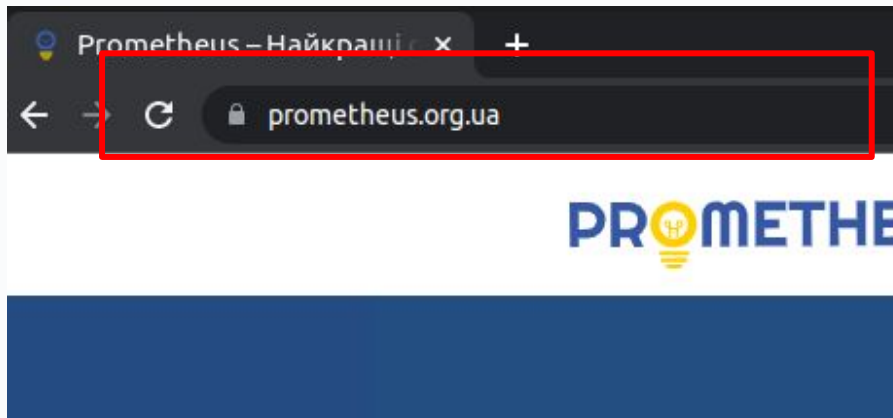 Prometheus – Найкращі
prometheus.org.ua
PROMETHE